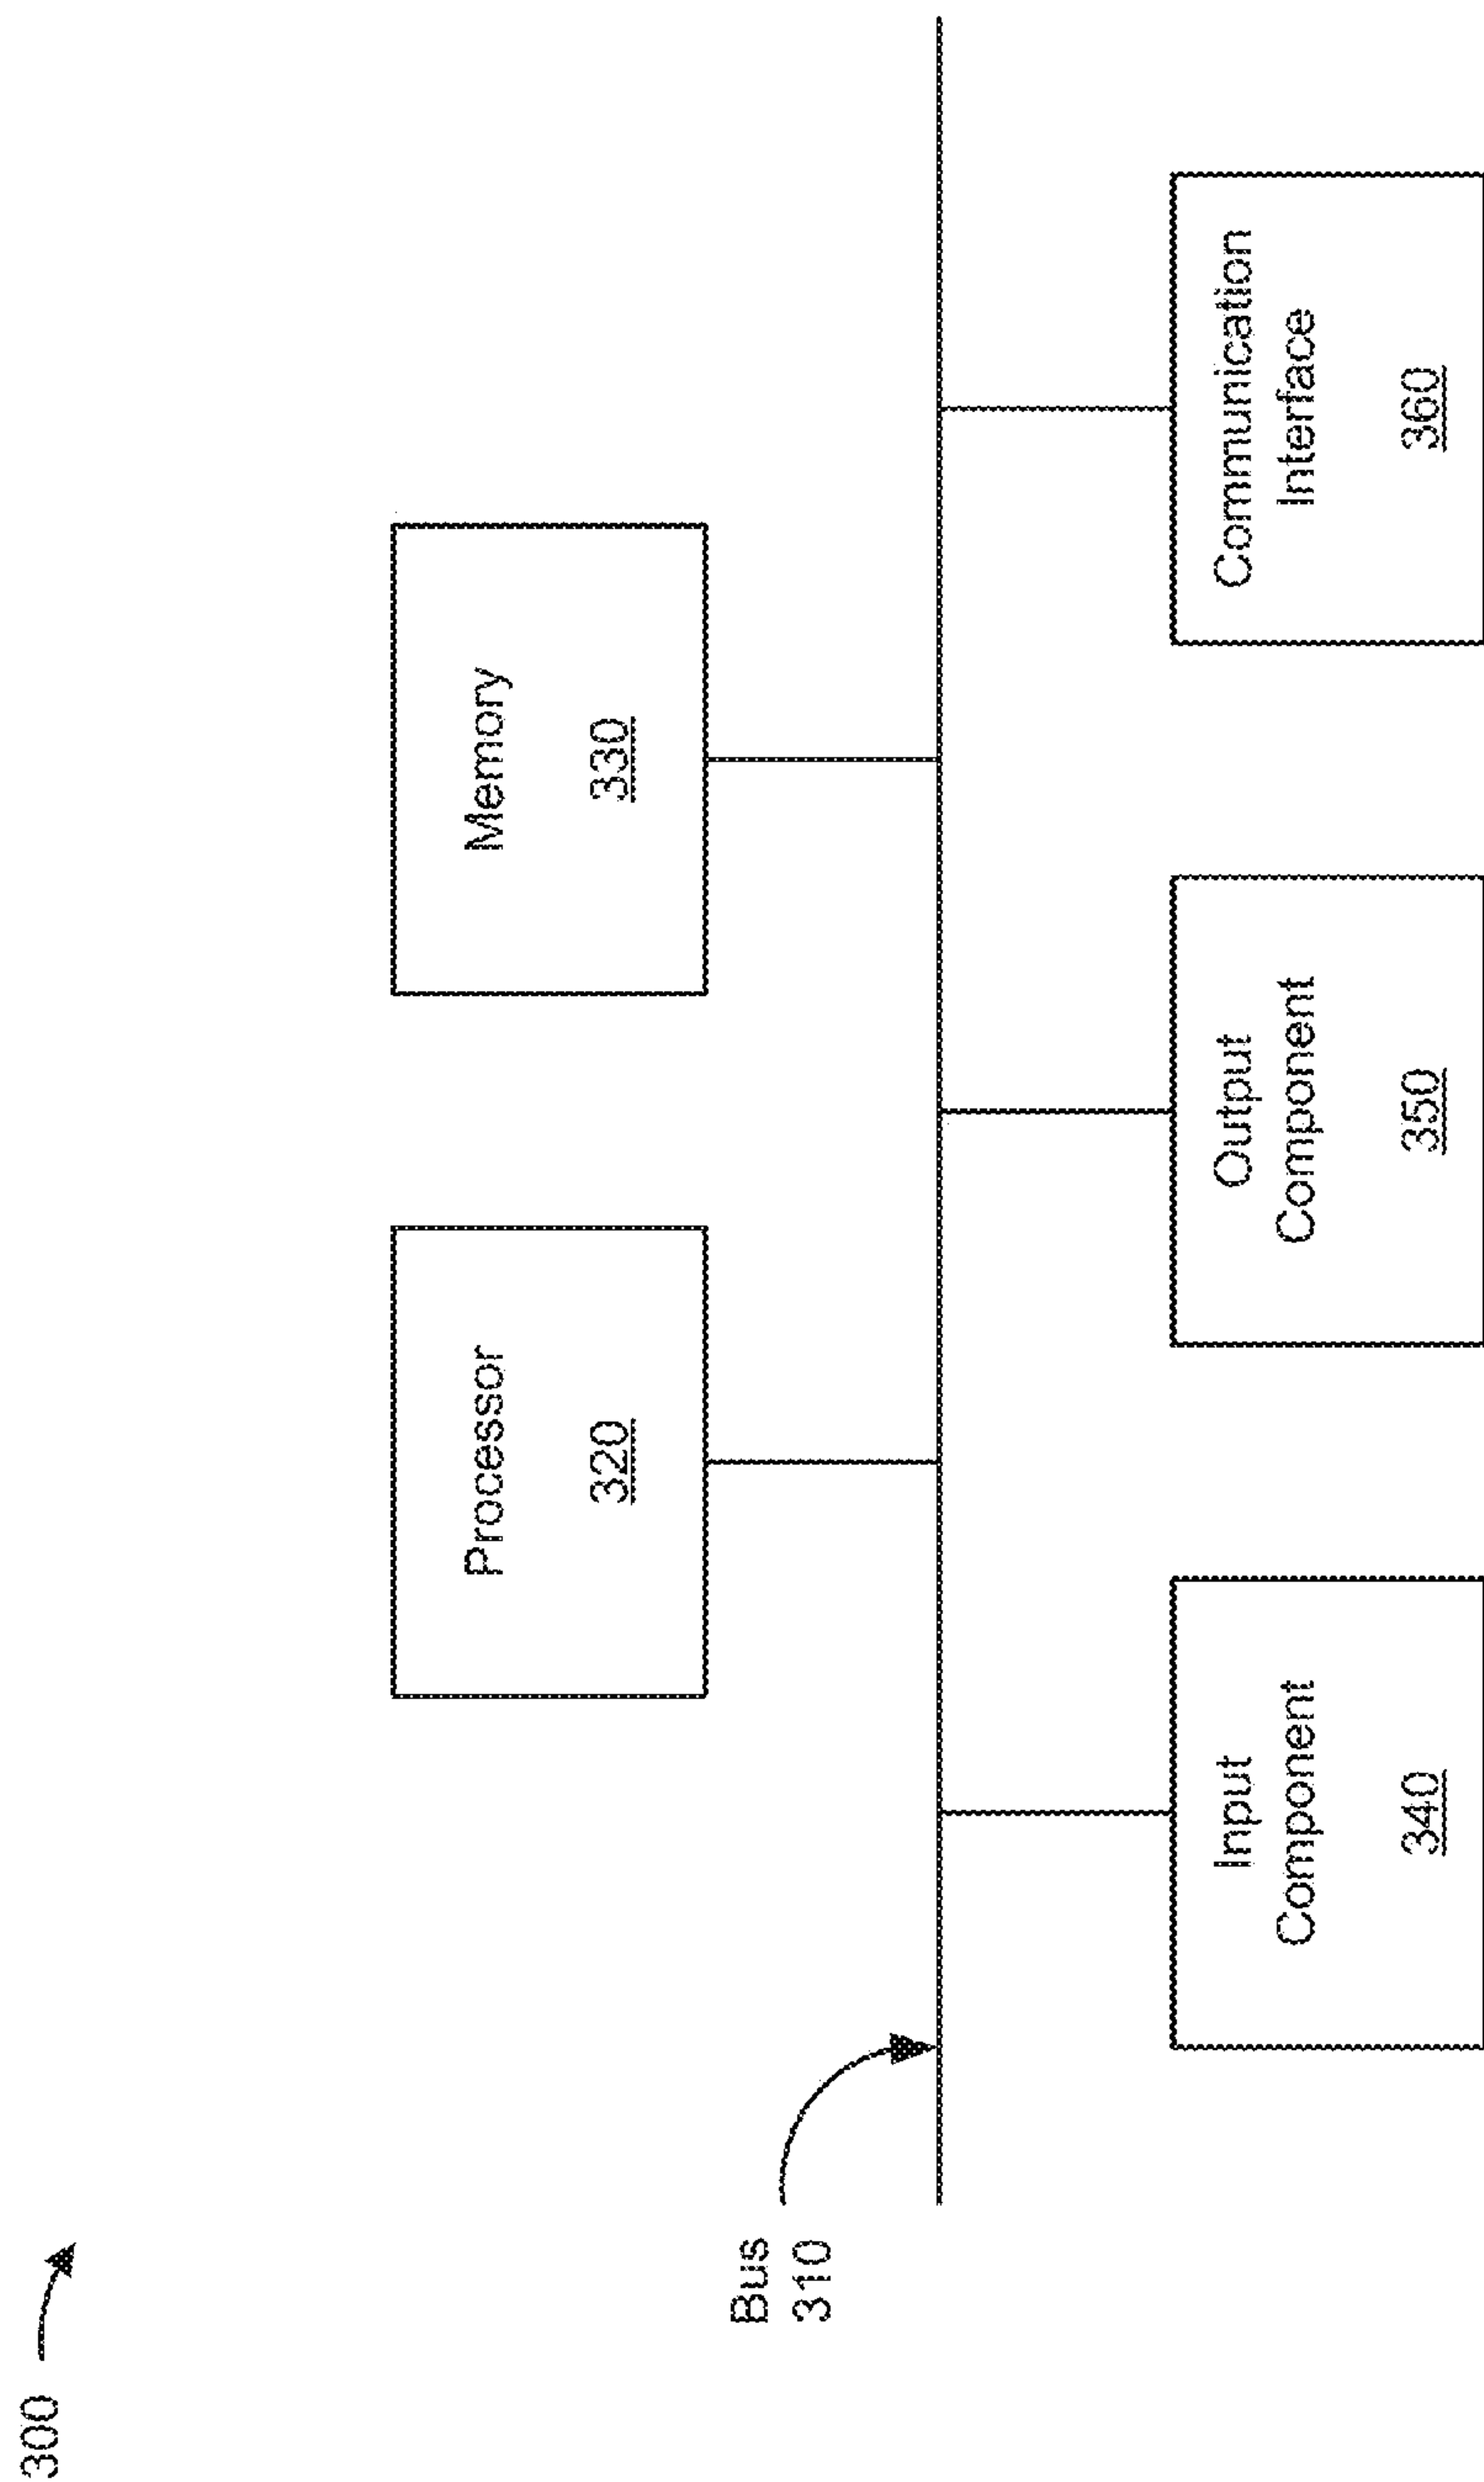 300
Processor
320
Memory
330
Bus
310
Input
Component
340
Output
Component
350
Communication
Interface
360